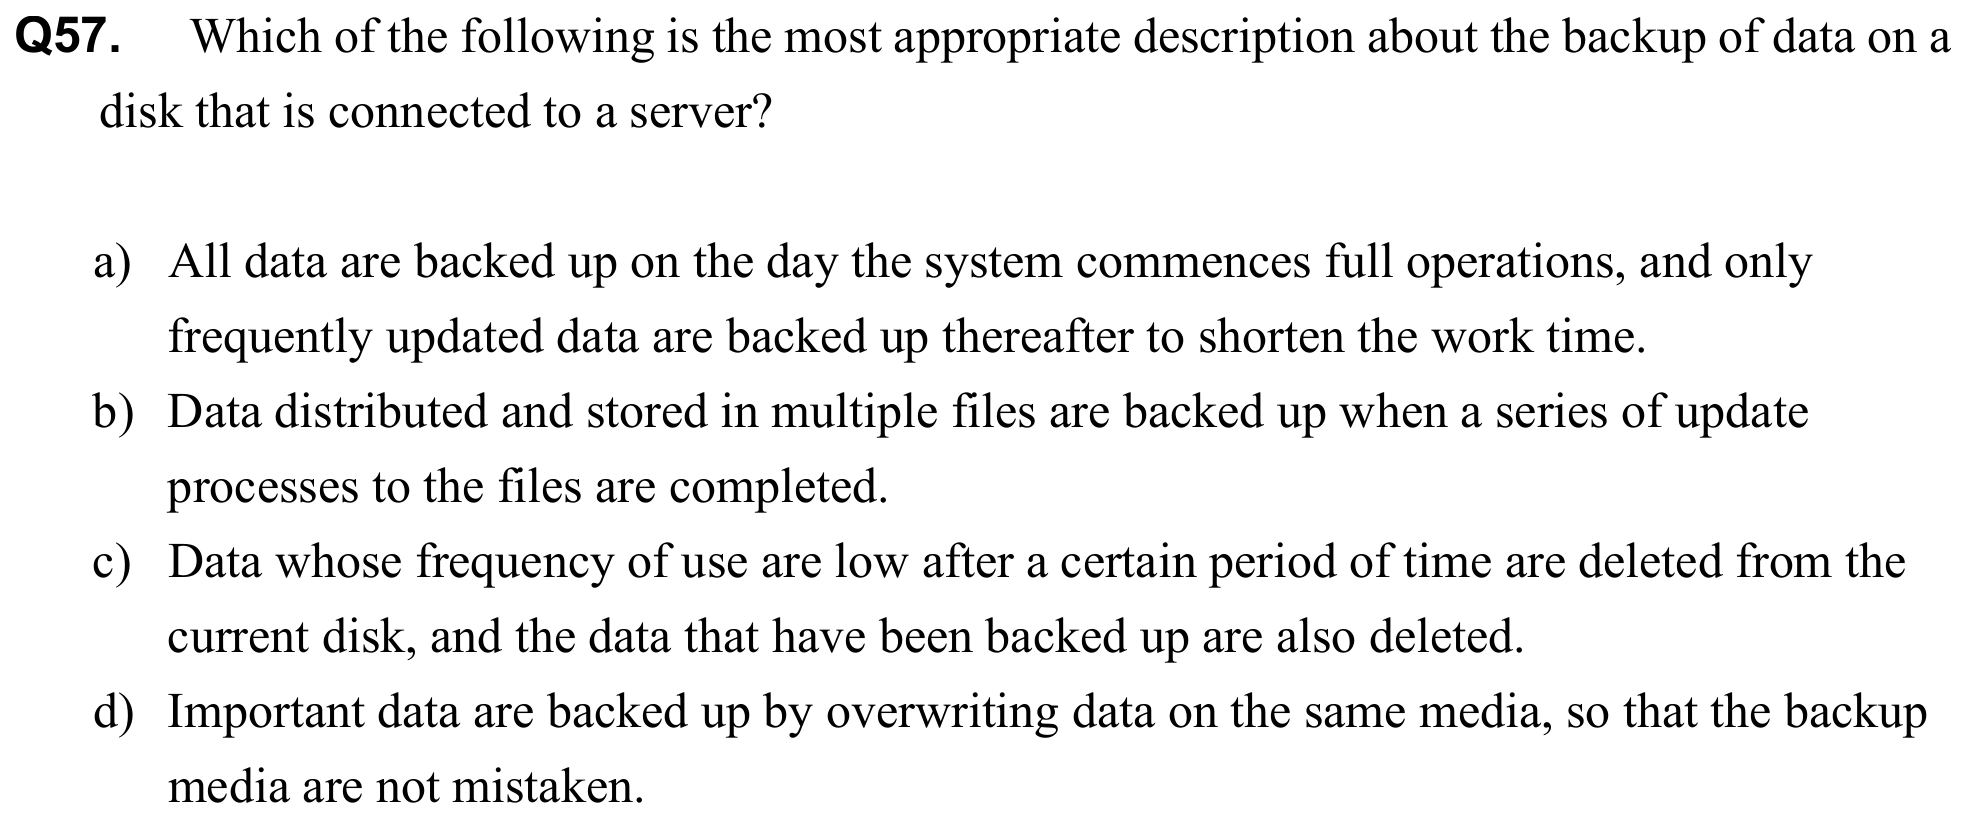 Q57. Which of the following is the most appropriate description about the backup of data on a
disk that is connected to a server?
a) All data are backed up on the day the system commences full operations, and only
frequently updated data are backed up thereafter to shorten the work time.
b) Data distributed and stored in multiple files are backed up when a series of update
processes to the files are completed.
c) Data whose frequency of use are low after a certain period of time are deleted from the
current disk, and the data that have been backed up are also deleted.
d) Important data are backed up by overwriting data on the same media, so that the backup
media are not mistaken.